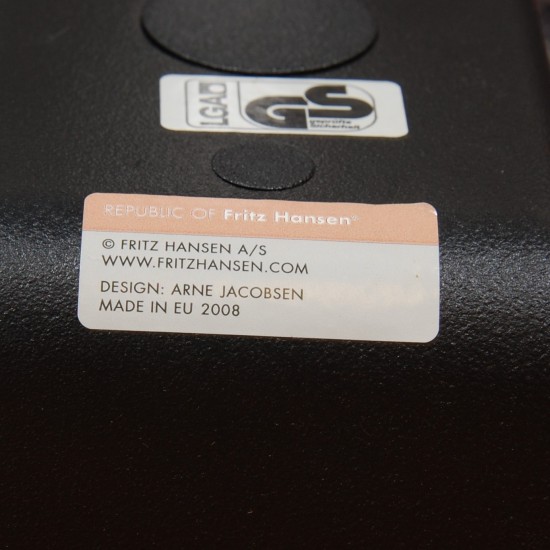 LGA
GS
geprüfte
Sicherheit
REPUBLIC OF Fritz Hansen®
© FRITZ HANSEN A/S
WWW.FRITZHANSEN.COM
DESIGN: ARNE JACOBSEN
MADE IN EU 2008